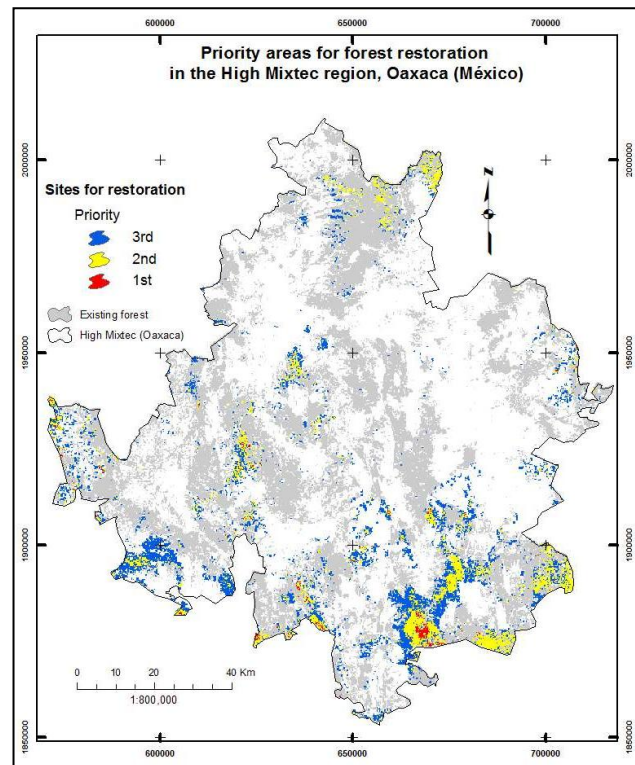 600000 650000 700000
Priority areas for forest restoration
in the High Mixtec region, Oaxaca (México)
2000000 2000000
N
Sites for restoration
Priority
3rd
2nd
1st
Existing forest
High Mixtec (Oaxaca)
1950000 1950000
1900000 1900000
0 10 20 40 Km
1:800,000
1850000 1850000
600000 650000 700000